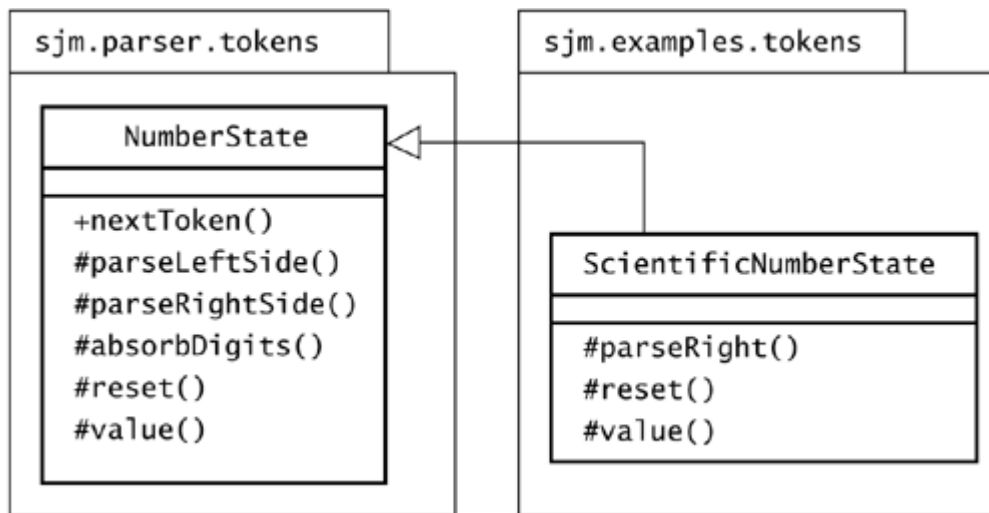 sjm.parser.tokens
NumberState
+nextToken()
#parseLeftSide()
#parseRightSide()
#absorbDigits()
#reset()
#value()
sjm.examples.tokens
ScientificNumberState
#parseRight()
#reset()
#value()